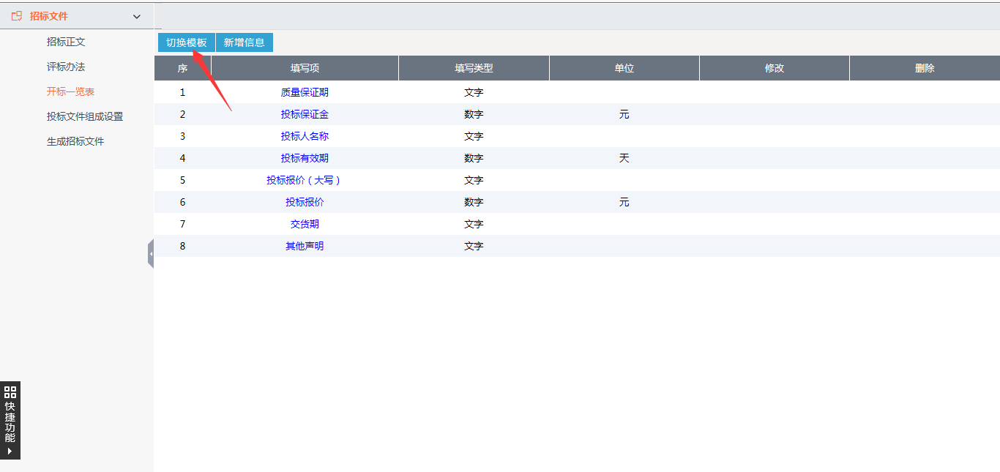 招标文件
招标正文
评标办法
开标一览表
投标文件组成设置
生成招标文件
快捷功能
切换模板 新增信息
序 填写项 填写类型 单位 修改 删除
1 质量保证期 文字
2 投标保证金 数字 元
3 投标人名称 文字
4 投标有效期 数字 天
5 投标报价（大写） 文字
6 投标报价 数字 元
7 交货期 文字
8 其他声明 文字